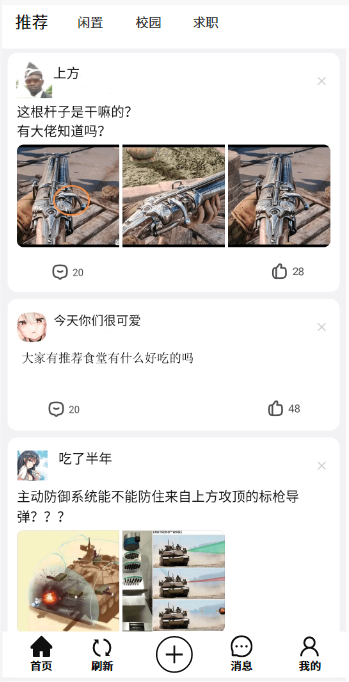 推荐 闲置 校园 求职
上方
这根杆子是干嘛的？
有大佬知道吗？
20 28
今天你们很可爱
大家有推荐食堂有什么好吃的吗
20 48
吃了半年
主动防御系统能不能防住来自上方攻顶的标枪导
弹？？？
首页 刷新 消息 我的